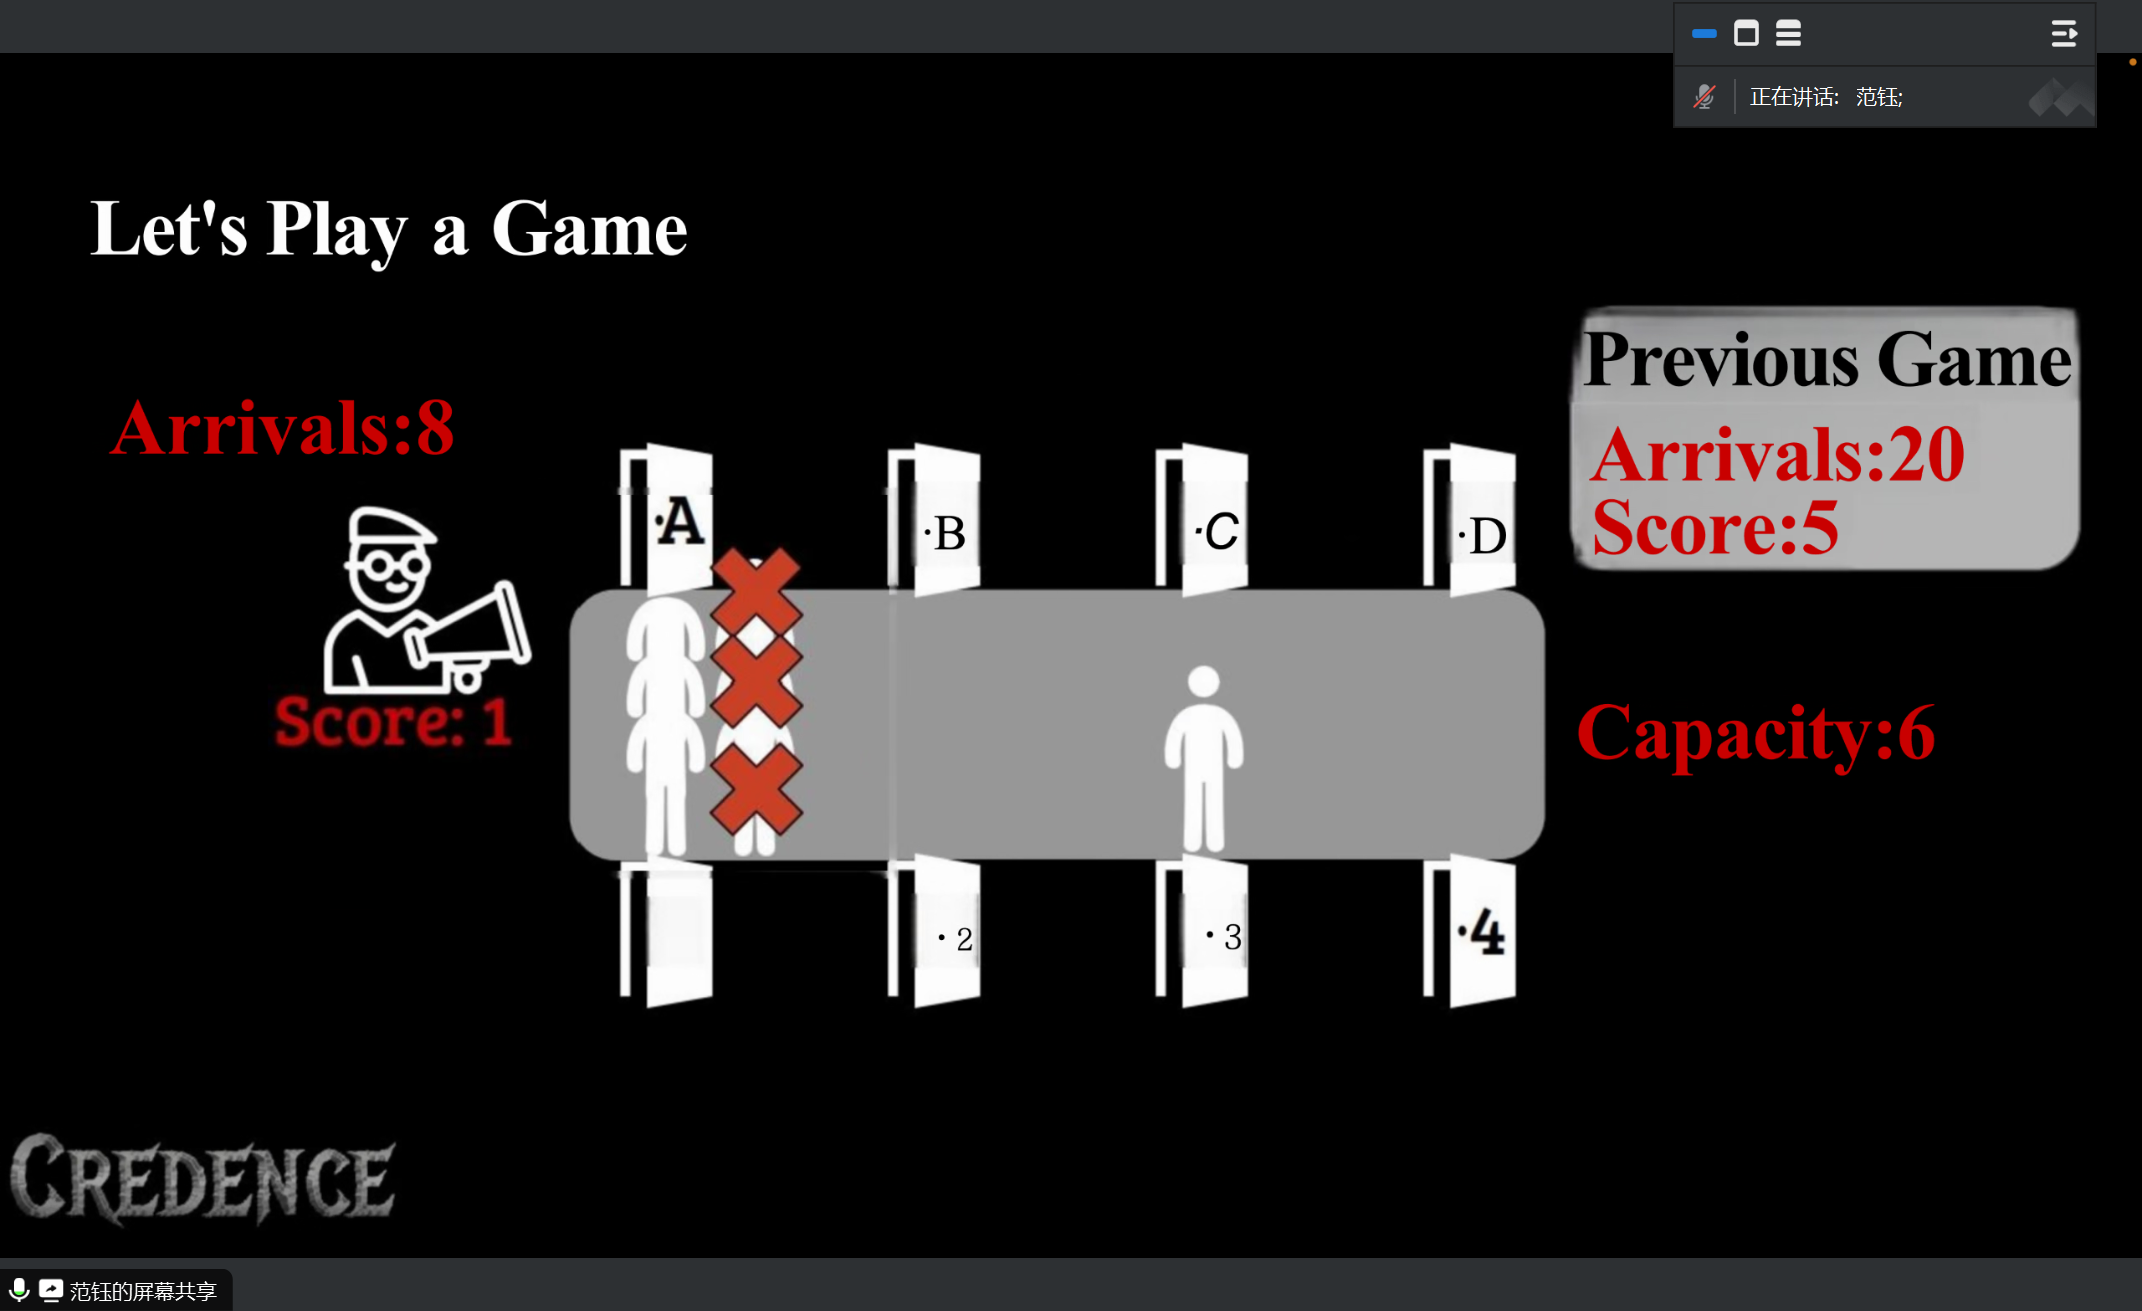 正在讲话: 范钰;
Let's Play a Game
Previous Game
Arrivals:20
Score:5
Arrivals:8
·A
·B
·C
·D
Score: 1
Capacity:6
· 2
· 3
·4
CREDENCE
范钰的屏幕共享